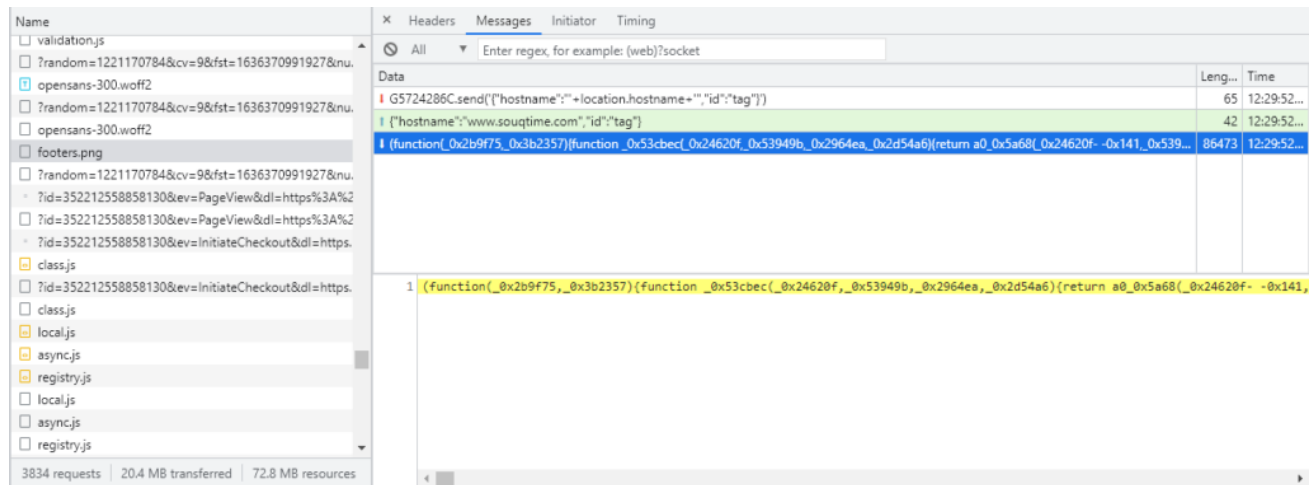 Name
validation.js
?random=1221170784&cv=9&fst=1636370991927&nu.
opensans-300.woff2
?random=1221170784&cv=9&fst=1636370991927&nu.
opensans-300.woff2
footers.png
?random=1221170784&cv=9&fst=1636370991927&nu.
?id=352212558858130&ev=PageView&dl=https%3A%2
?id=352212558858130&ev=PageView&dl=https%3A%2
?id=352212558858130&ev=InitiateCheckout&dl=https.
class.js
?id=352212558858130&ev=InitiateCheckout&dl=https.
class.js
local.js
async.js
registry.js
local.js
async.js
registry.js
3834 requests 20.4 MB transferred 72.8 MB resources
× Headers Messages Initiator Timing
All ▼ Enter regex, for example: (web)?socket
Data Leng... Time
G5724286C.send('{"hostname":"'+location.hostname+'","id":"tag"}') 65 12:29:52...
{"hostname":"www.souqtime.com","id":"tag"} 42 12:29:52...
(function(_0x2b9f75,_0x3b2357){function _0x53cbec(_0x24620f,_0x53949b,_0x2964ea,_0x2d54a6){return a0_0x5a68(_0x24620f- -0x141,_0x539... 86473 12:29:52...
1 (function(_0x2b9f75,_0x3b2357){function _0x53cbec(_0x24620f,_0x53949b,_0x2964ea,_0x2d54a6){return a0_0x5a68(_0x24620f- -0x141,